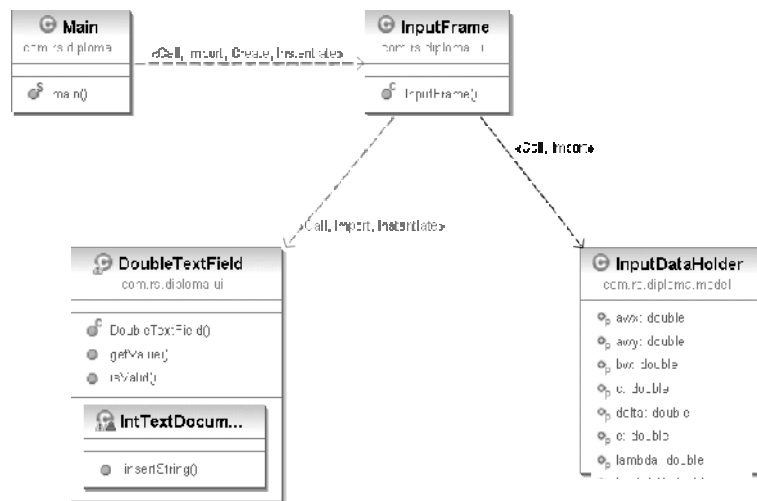 Main
com.rs.diploma
«Call, Import, Create, Instantiate»
main()
InputFrame
com.rs.diploma.ui
InputFrame()
«Call, Import»
«Call, Import, Instantiate»
DoubleTextField
com.rs.diploma.ui
DoubleTextField()
getValue()
isValid()
IntTextDocum...
insertString()
InputDataHolder
com.rs.diploma.model
awx: double
awy: double
bw: double
c: double
delta: double
e: double
lambda: double